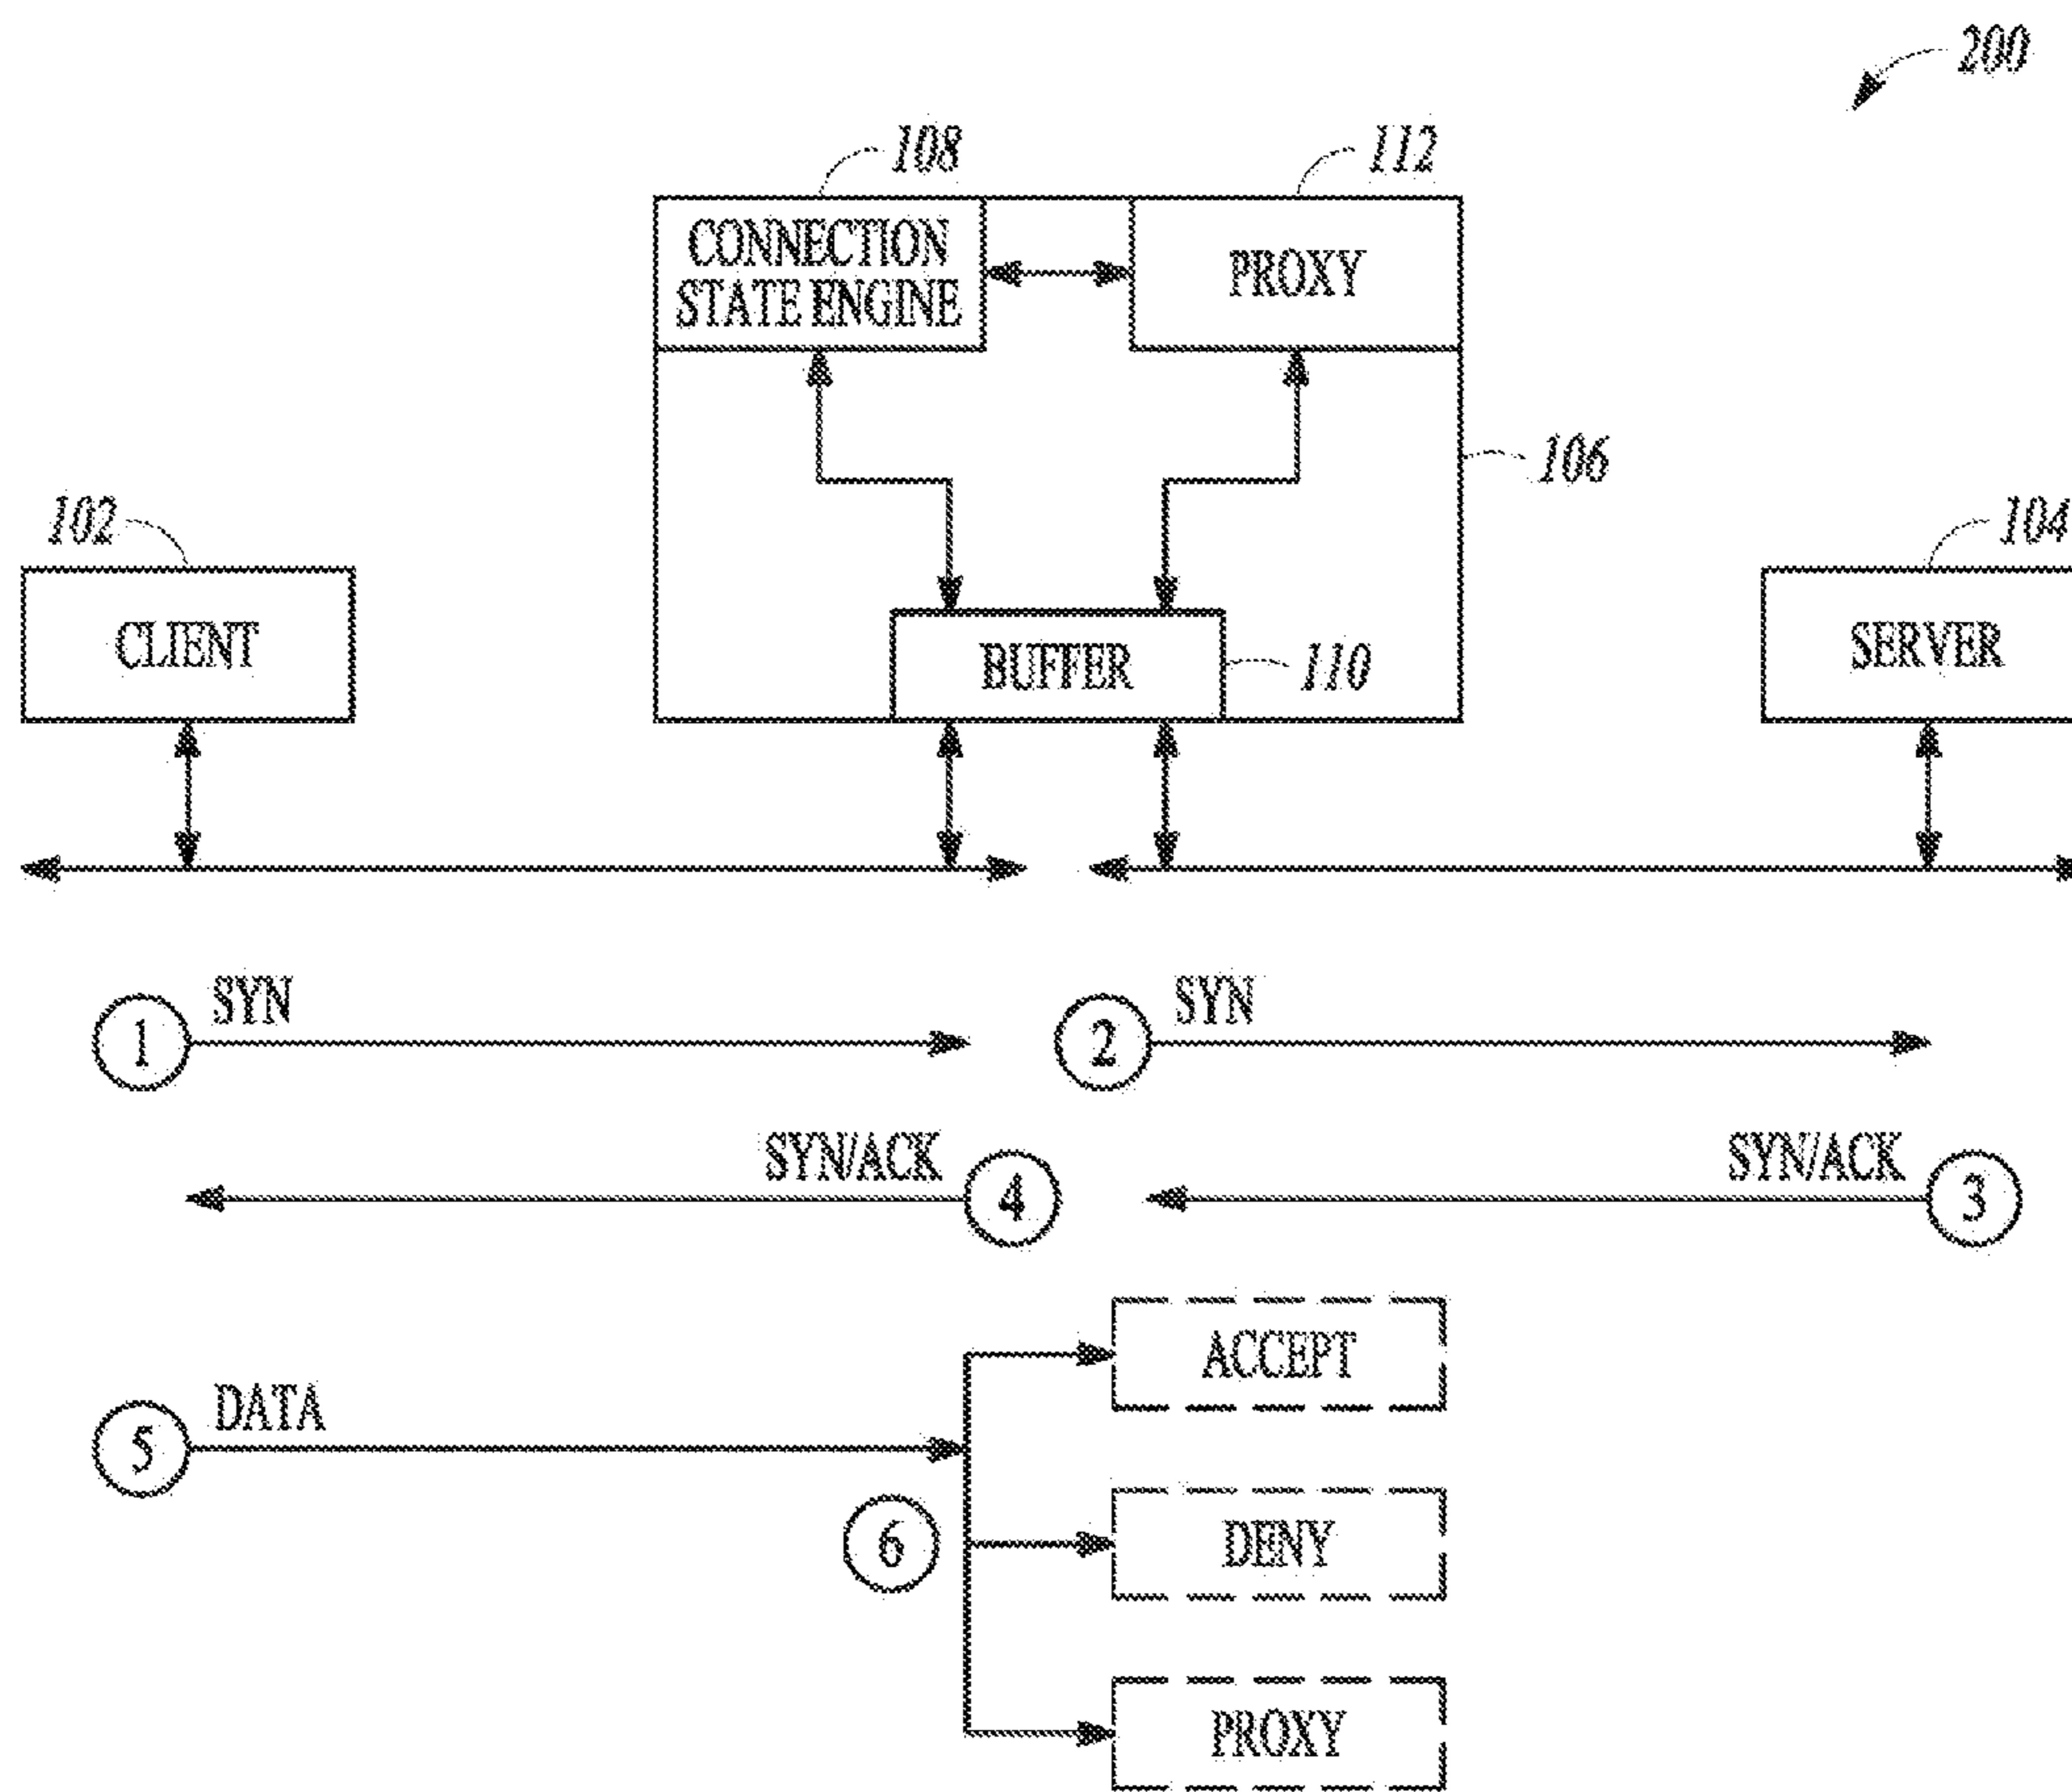 200
108
112
CONNECTION
STATE ENGINE
PROXY
106
102
104
CLIENT
BUFFER
110
SERVER
1
SYN
2
SYN
SYN/ACK
4
SYN/ACK
3
ACCEPT
5
DATA
6
DENY
PROXY